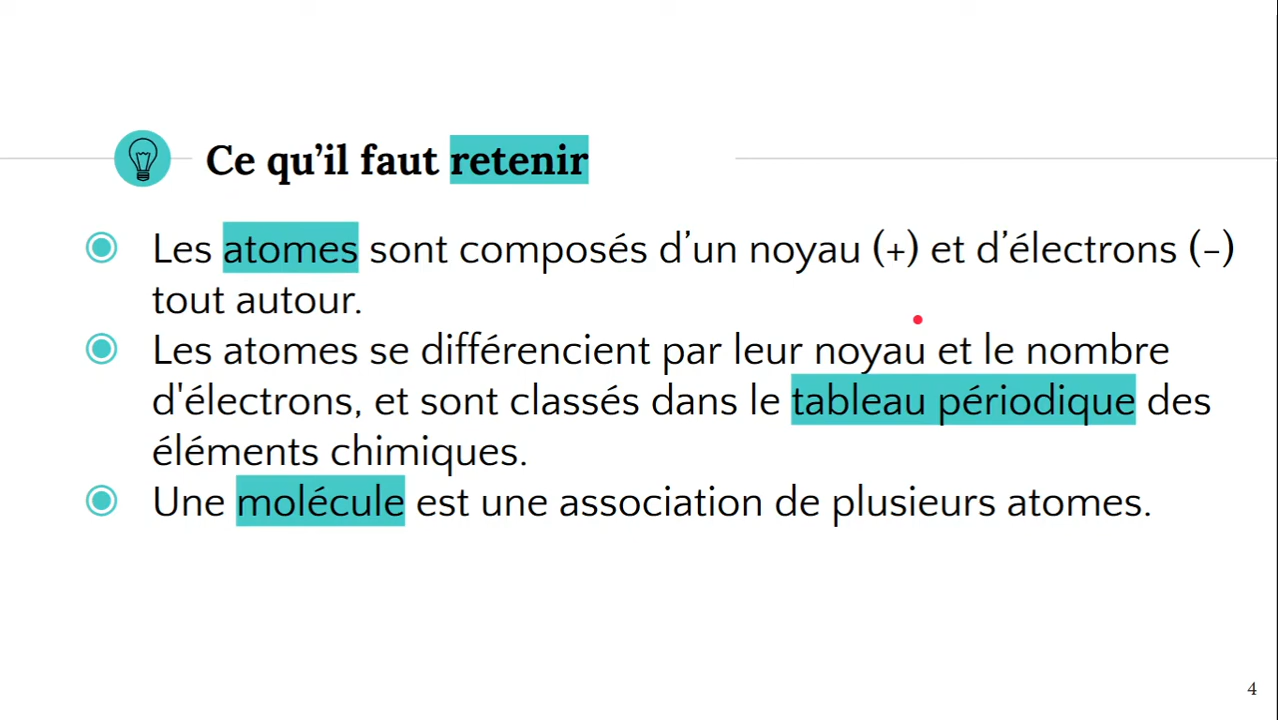 Ce qu’il faut retenir
Les atomes sont composés d’un noyau (+) et d’électrons (-)
tout autour.
Les atomes se différencient par leur noyau et le nombre
d'électrons, et sont classés dans le tableau périodique des
éléments chimiques.
Une molécule est une association de plusieurs atomes.
4